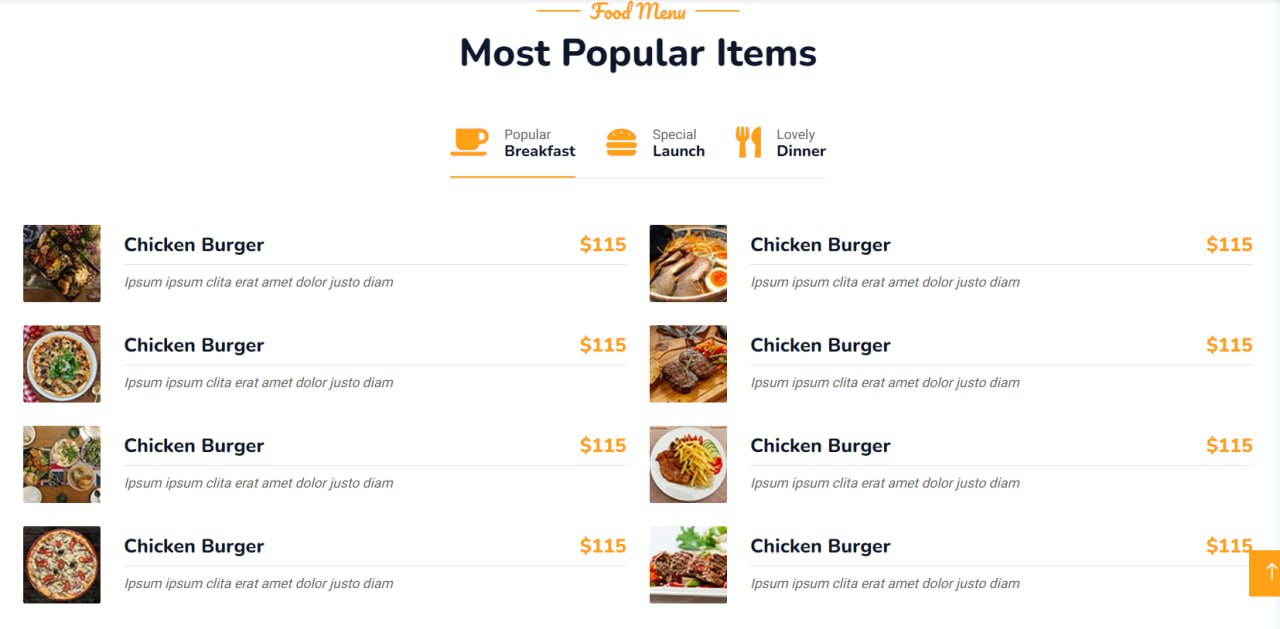 Food Menu
Most Popular Items
Popular
Breakfast
Special
Launch
Lovely
Dinner
Chicken Burger $115
Ipsum ipsum clita erat amet dolor justo diam
Chicken Burger $115
Ipsum ipsum clita erat amet dolor justo diam
Chicken Burger $115
Ipsum ipsum clita erat amet dolor justo diam
Chicken Burger $115
Ipsum ipsum clita erat amet dolor justo diam
Chicken Burger $115
Ipsum ipsum clita erat amet dolor justo diam
Chicken Burger $115
Ipsum ipsum clita erat amet dolor justo diam
Chicken Burger $115
Ipsum ipsum clita erat amet dolor justo diam
Chicken Burger $115
Ipsum ipsum clita erat amet dolor justo diam